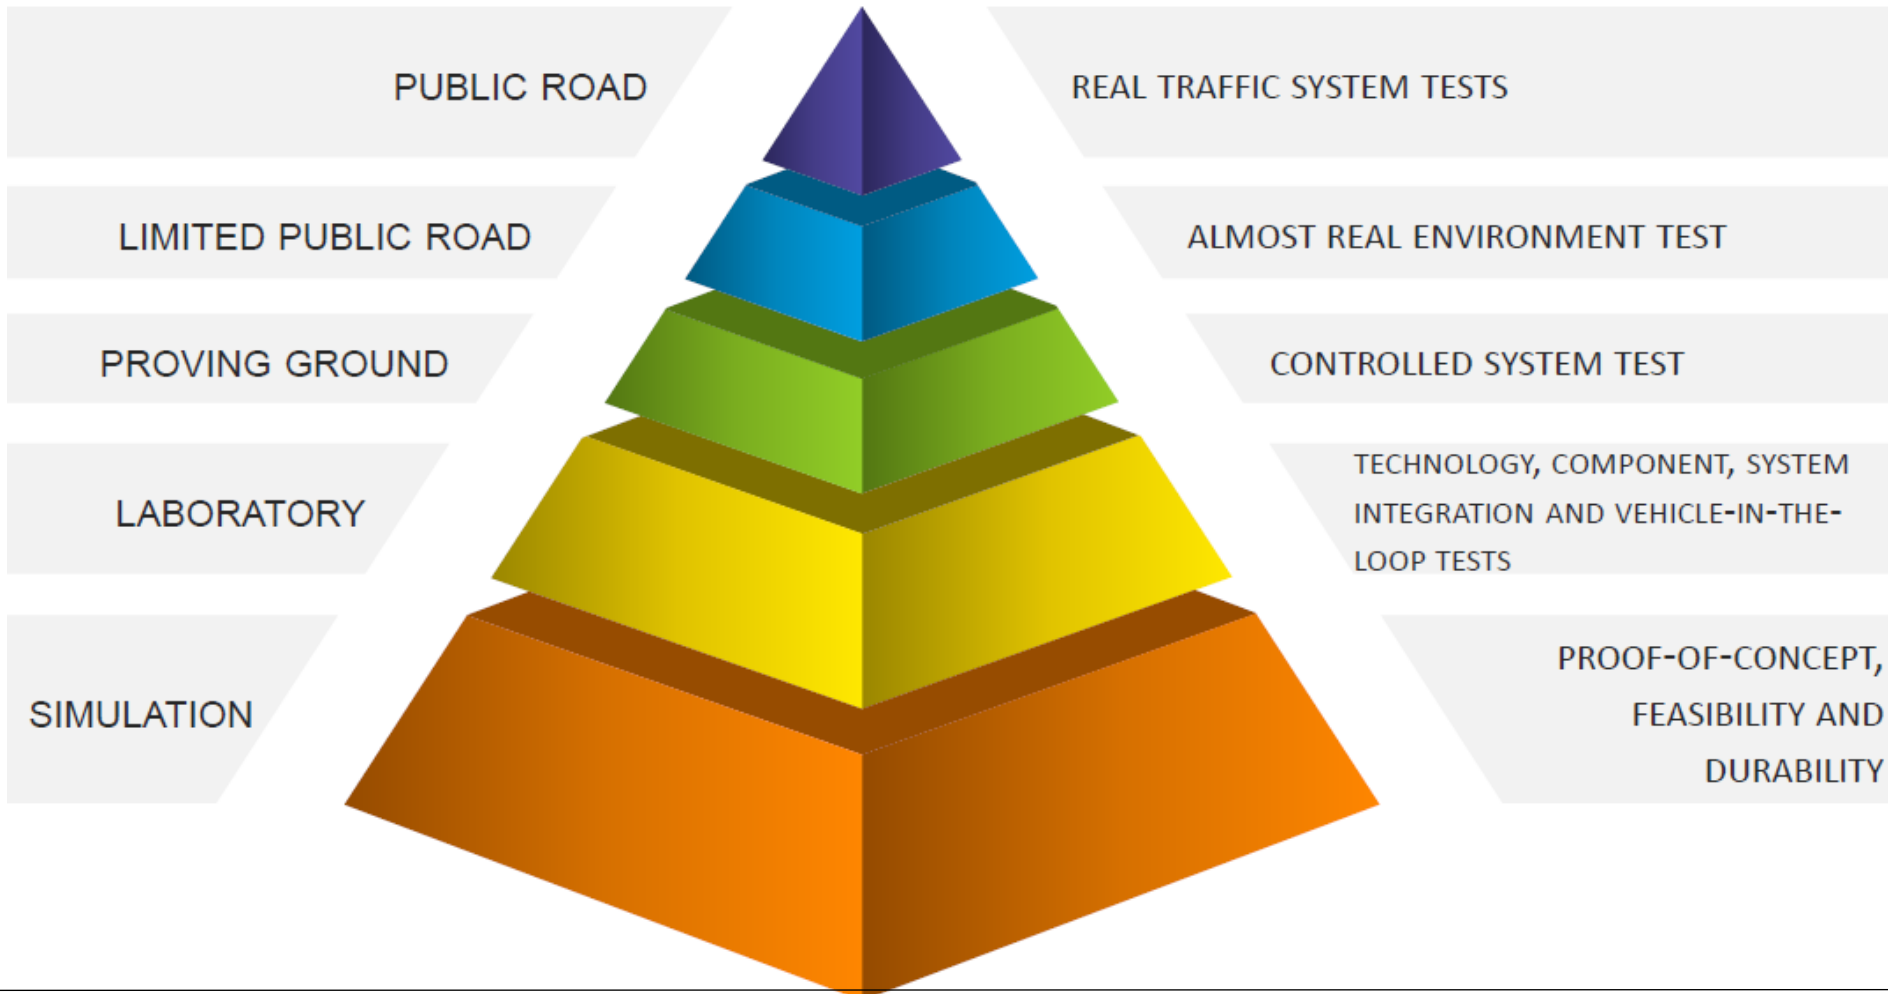 PUBLIC ROAD
REAL TRAFFIC SYSTEM TESTS
LIMITED PUBLIC ROAD
ALMOST REAL ENVIRONMENT TEST
PROVING GROUND
CONTROLLED SYSTEM TEST
LABORATORY
TECHNOLOGY, COMPONENT, SYSTEM
INTEGRATION AND VEHICLE-IN-THE-
LOOP TESTS
SIMULATION
PROOF-OF-CONCEPT,
FEASIBILITY AND
DURABILITY